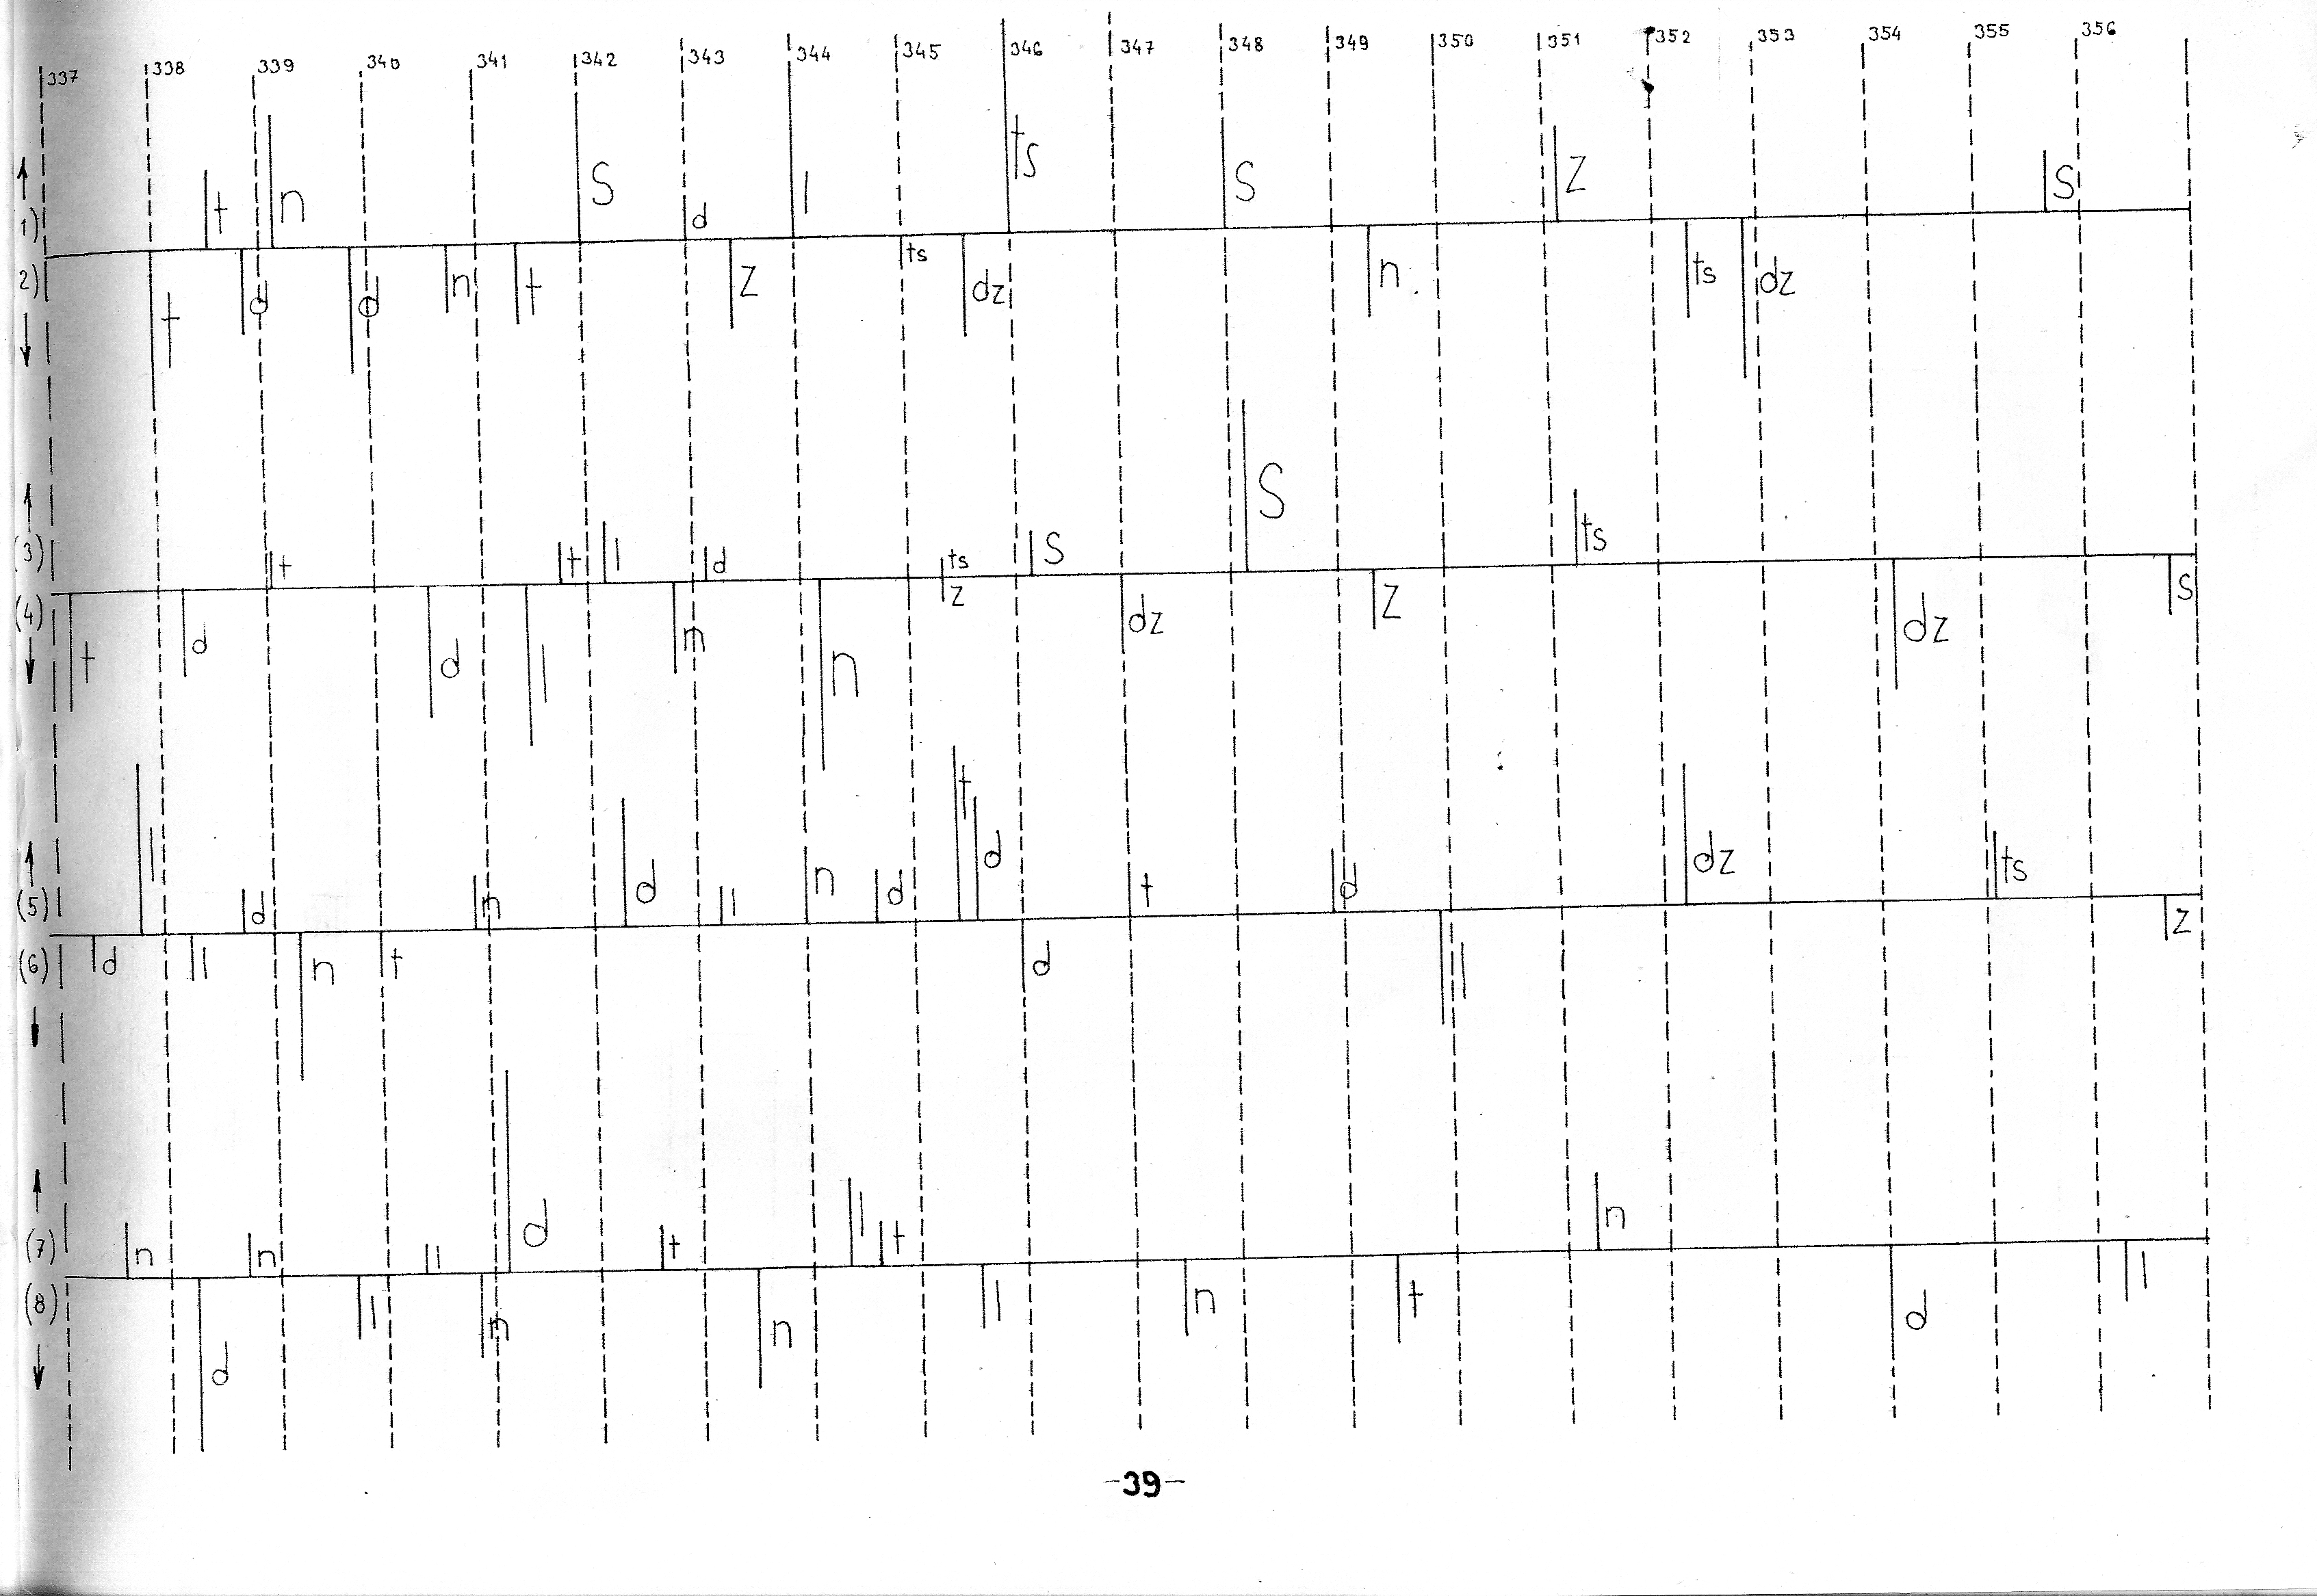 337 338 339 340 341 342 343 344 345 346 347 348 349 350 351 352 353 354 355 356
1) t n S d l ts S Z S
2) t d d n t Z ts dz n ts dz
(3) t t l d ts S S ts
(4) t d d l n n Z dz Z dz S
(5) l d n d l n d t d t d dz ts
(6) d l n t d l Z
(7) n n l d t l t n
(8) d l n n l n t d l
-39-